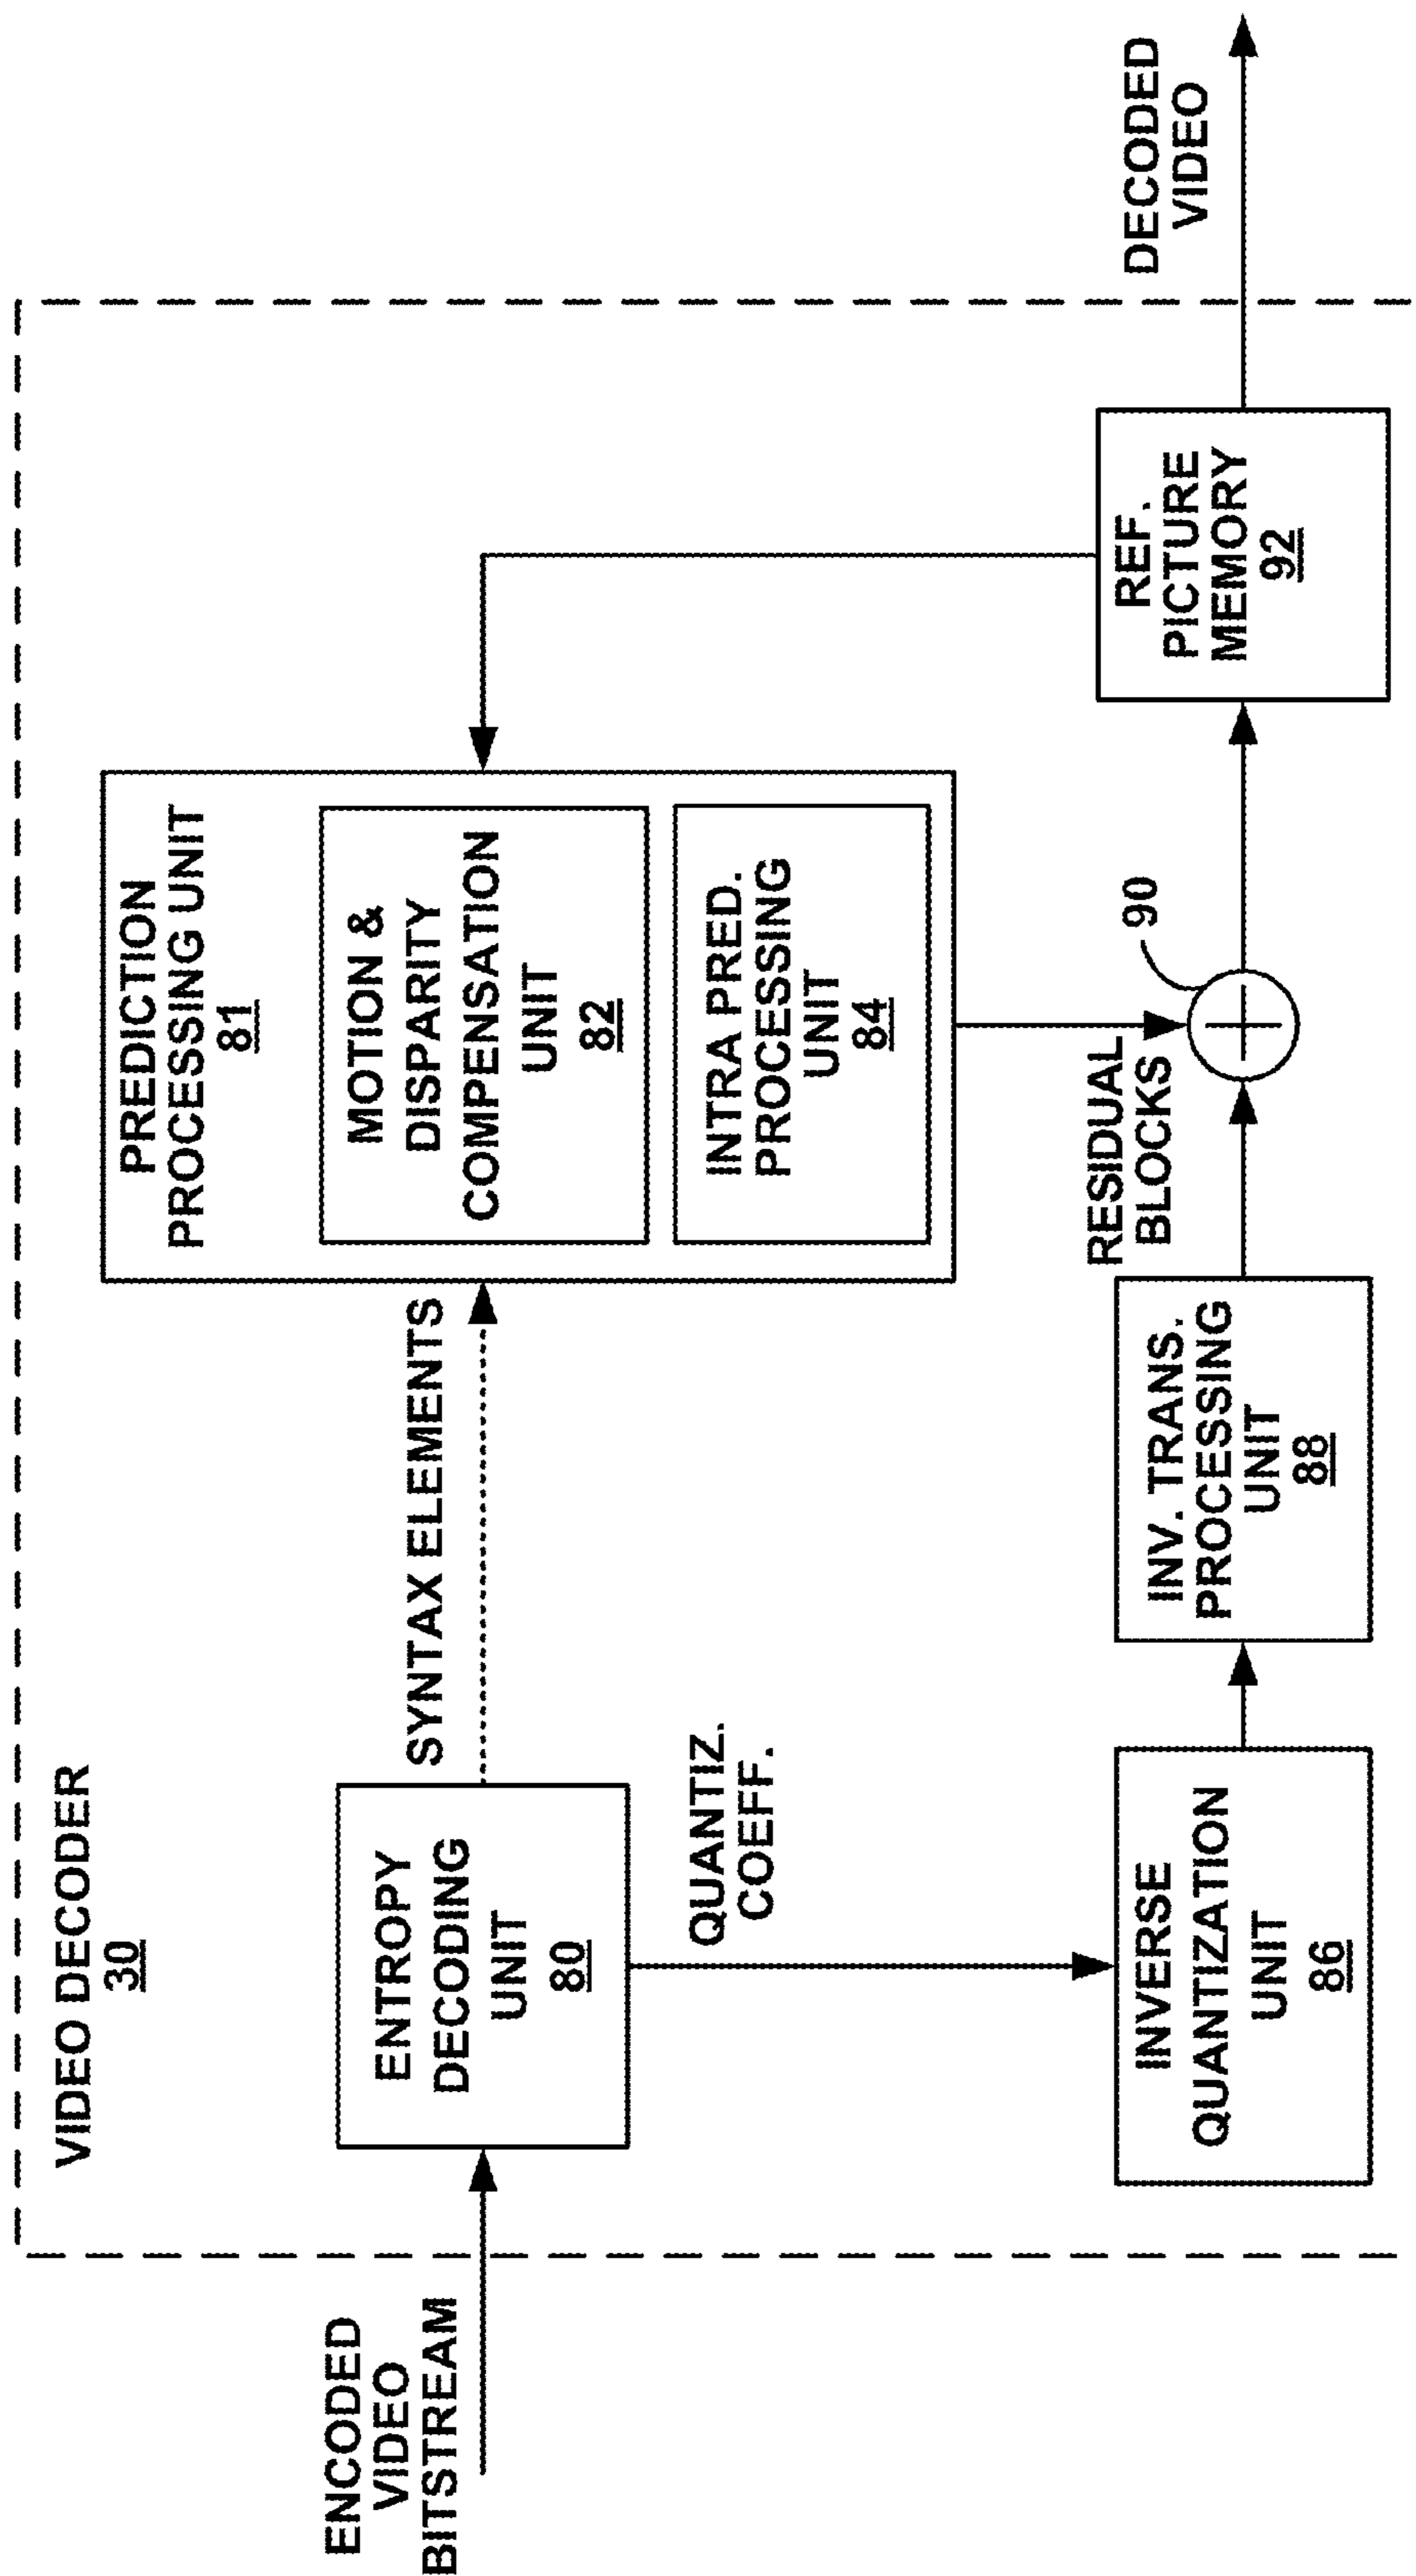 VIDEO DECODER
30
ENCODED
VIDEO
BITSTREAM
ENTROPY
DECODING
UNIT
80
SYNTAX ELEMENTS
PREDICTION
PROCESSING UNIT
81
MOTION &
DISPARITY
COMPENSATION
UNIT
82
INTRA PRED.
PROCESSING
UNIT
84
QUANTIZ.
COEFF.
INVERSE
QUANTIZATION
UNIT
86
INV. TRANS.
PROCESSING
UNIT
88
RESIDUAL
BLOCKS
90
REF.
PICTURE
MEMORY
92
DECODED
VIDEO